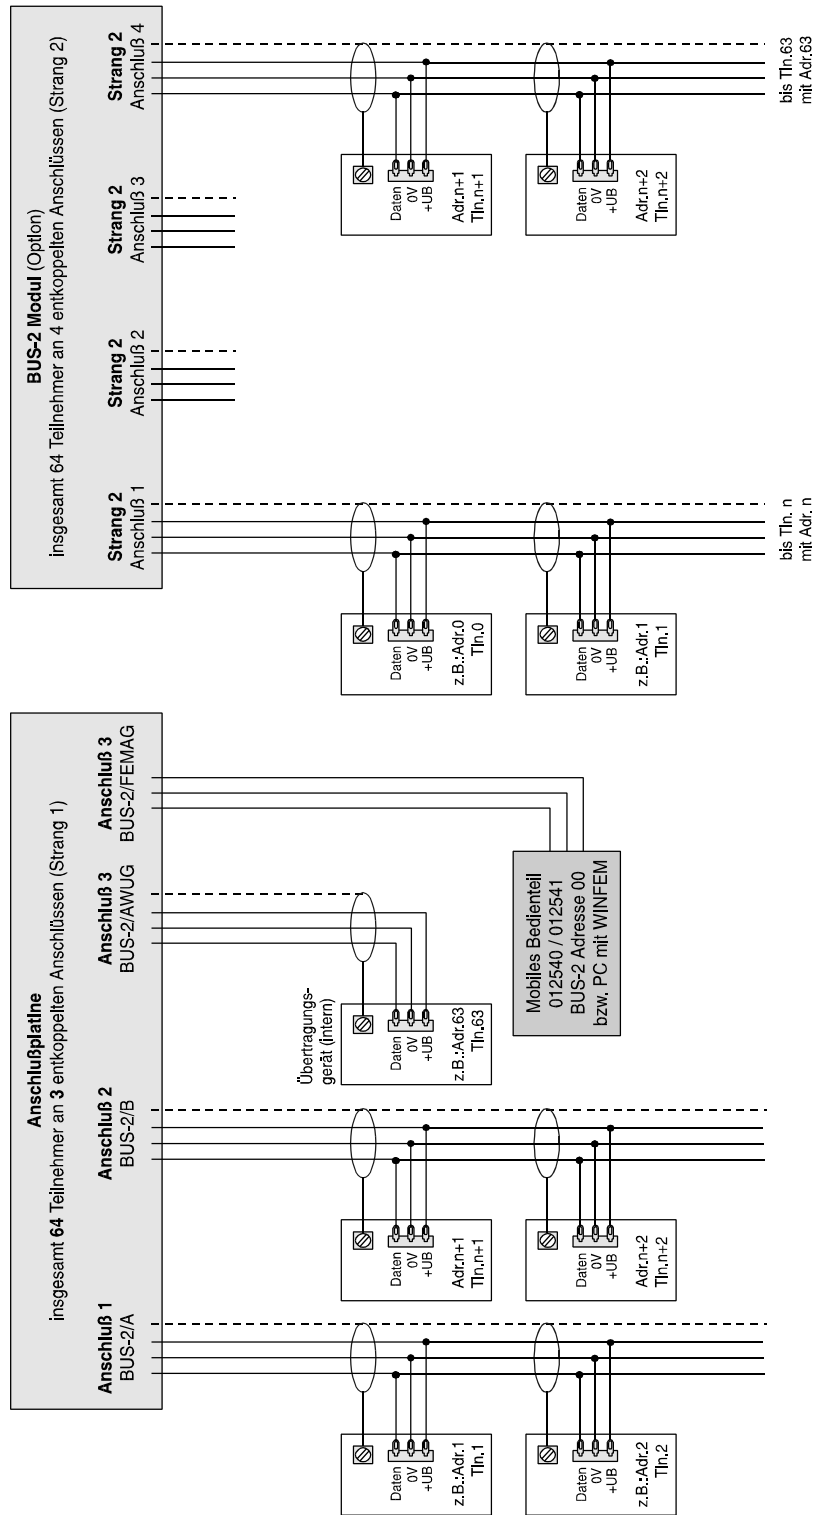 BUS-2 Modul (Option)
insgesamt 64 Teilnehmer an 4 entkoppelten Anschlüssen (Strang 2)
Strang 2
Anschluß 1
Strang 2
Anschluß 2
Strang 2
Anschluß 3
Strang 2
Anschluß 4
Daten
0V
+UB
Adr.n+1
Tln.n+1
Daten
0V
+UB
Adr.n+2
Tln.n+2
bis Tln.63
mit Adr.63
Daten
0V
+UB
z.B.:Adr.0
Tln.0
Daten
0V
+UB
z.B.:Adr.1
Tln.1
bis Tln. n
mit Adr. n
Anschlußplatine
insgesamt 64 Teilnehmer an 3 entkoppelten Anschlüssen (Strang 1)
Anschluß 1
BUS-2/A
Anschluß 2
BUS-2/B
Anschluß 3
BUS-2/AWUG
Anschluß 3
BUS-2/FEMAG
Übertragungs-
gerät (intern)
Daten
0V
+UB
z.B.:Adr.63
Tln.63
Mobiles Bedienteil
012540 / 012541
BUS-2 Adresse 00
bzw. PC mit WINFEM
Daten
0V
+UB
Adr.n+1
Tln.n+1
Daten
0V
+UB
Adr.n+2
Tln.n+2
Daten
0V
+UB
z.B.:Adr.1
Tln.1
Daten
0V
+UB
z.B.:Adr.2
Tln.2